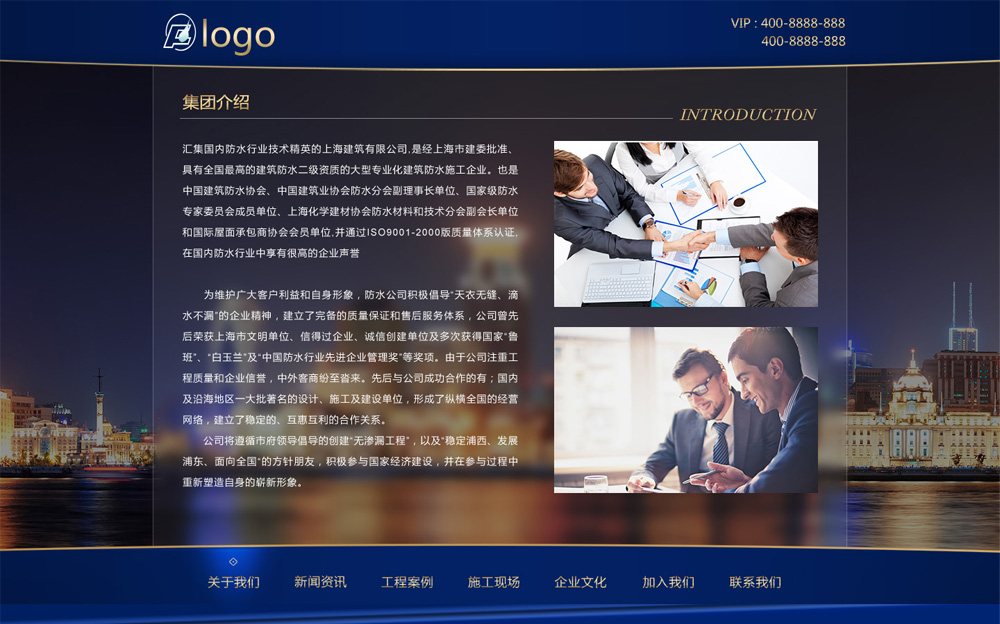 logo
VIP : 400-8888-888
400-8888-888
集团介绍
INTRODUCTION
汇集国内防水行业技术精英的上海建筑有限公司,是经上海市建委批准、
具有全国最高的建筑防水二级资质的大型专业化建筑防水施工企业。也是
中国建筑防水协会、中国建筑业协会防水分会副理事长单位、国家级防水
专家委员会成员单位、上海化学建材协会防水材料和技术分会副会长单位
和国际屋面承包商协会会员单位,并通过ISO9001-2000版质量体系认证,
在国内防水行业中享有很高的企业声誉
为维护广大客户利益和自身形象，防水公司积极倡导“天衣无缝、滴
水不漏”的企业精神，建立了完备的质量保证和售后服务体系，公司曾先
后荣获上海市文明单位、信得过企业、诚信创建单位及多次获得国家“鲁
班”、“白玉兰”及“中国防水行业先进企业管理奖”等奖项。由于公司注重工
程质量和企业信誉，中外客商纷至沓来。先后与公司成功合作的有；国内
及沿海地区一大批著名的设计、施工及建设单位，形成了纵横全国的经营
网络，建立了稳定的、互惠互利的合作关系。
公司将遵循市府领导倡导的创建“无渗漏工程”，以及“稳定浦西、发展
浦东、面向全国”的方针朋友，积极参与国家经济建设，并在参与过程中
重新塑造自身的崭新形象。
关于我们 新闻资讯 工程案例 施工现场 企业文化 加入我们 联系我们